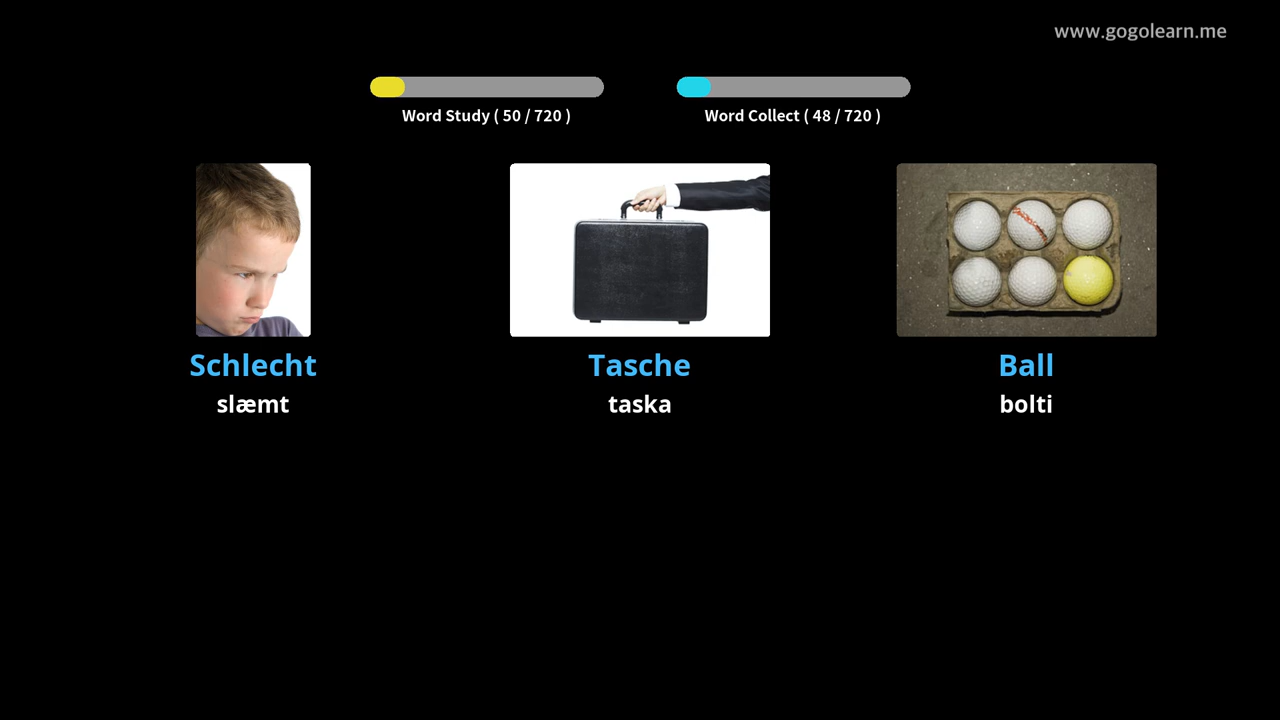 www.gogolearn.me
Word Study ( 50 / 720 )
Word Collect ( 48 / 720 )
Schlecht
slæmt
Tasche
taska
Ball
bolti